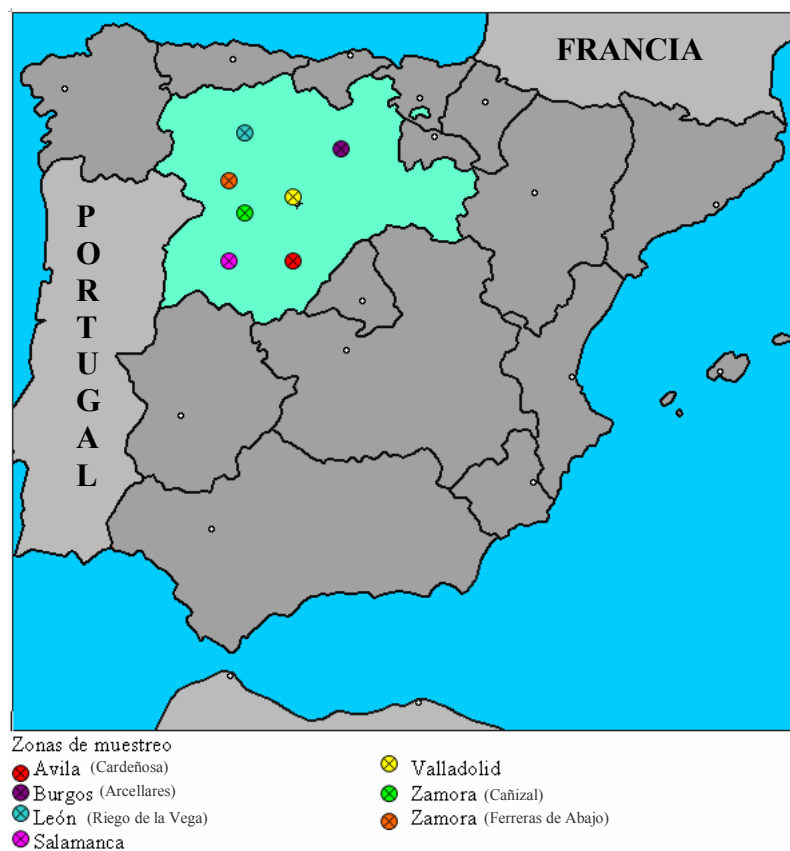 FRANCIA
PORTUGAL
Zonas de muestreo
Avila (Cardeñosa)
Burgos (Arcellares)
León (Riego de la Vega)
Salamanca
Valladolid
Zamora (Cañizal)
Zamora (Ferreras de Abajo)